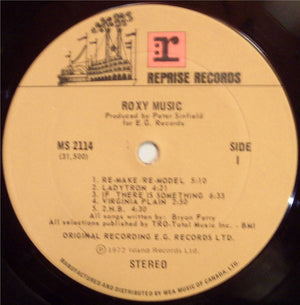 r
REPRISE RECORDS
ROXY MUSIC
Produced by Peter Sinfield
for E.G. Records
MS 2114
(31,500)
SIDE
1
1. RE-MAKE RE-MODEL 5:10
2. LADYTRON 4:21
3. IF THERE IS SOMETHING 6:33
4. VIRGINIA PLAIN 2:50
5. 2.H.B. 4:30
All songs written by: Bryan Ferry
All selections published by TRO-Total Music Inc. - BMI
ORIGINAL RECORDING E.G. RECORDS LTD.
℗ 1972 Island Records Ltd.
STEREO
MANUFACTURED AND DISTRIBUTED BY WEA MUSIC OF CANADA, LTD.